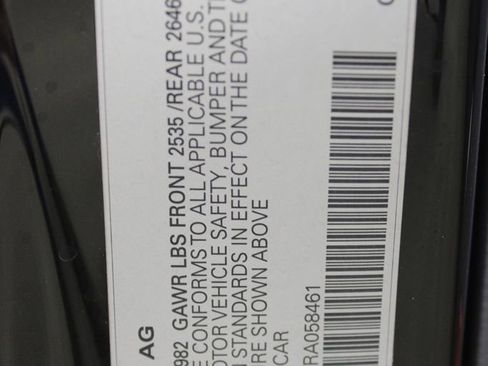 AG
982 GAWR LBS FRONT 2535 /REAR 2646
E CONFORMS TO ALL APPLICABLE U.S.
OTOR VEHICLE SAFETY, BUMPER AND T
N STANDARDS IN EFFECT ON THE DATE
RE SHOWN ABOVE
CAR
RA058461